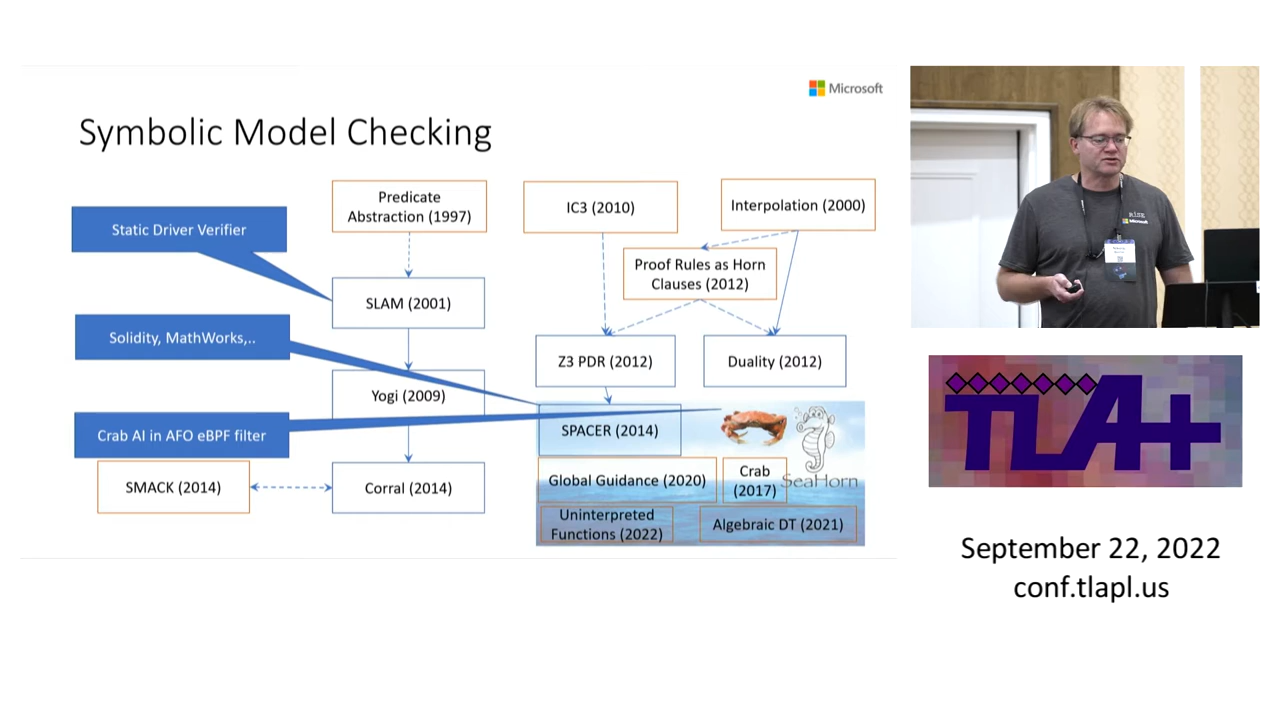 Microsoft
Symbolic Model Checking
Predicate
Abstraction (1997)
IC3 (2010)
Interpolation (2000)
Static Driver Verifier
Proof Rules as Horn
Clauses (2012)
SLAM (2001)
Solidity, MathWorks,..
Z3 PDR (2012)
Duality (2012)
Yogi (2009)
Crab AI in AFO eBPF filter
SPACER (2014)
SMACK (2014)
Corral (2014)
Global Guidance (2020)
Crab
(2017)
SeaHorn
Uninterpreted
Functions (2022)
Algebraic DT (2021)
RiSE
Microsoft
TLA+
September 22, 2022
conf.tlapl.us